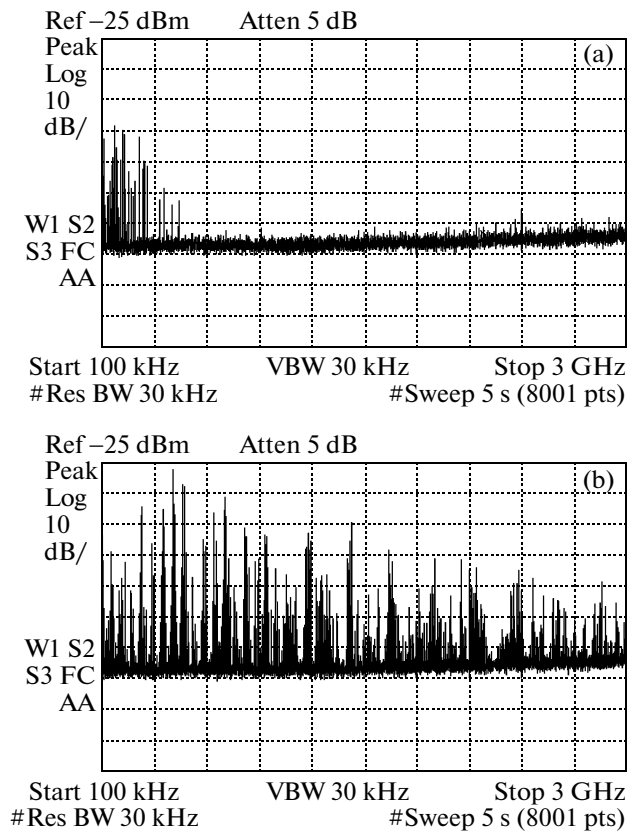 Ref –25 dBm Atten 5 dB
Peak
Log
10
dB/
(a)
W1 S2
S3 FC
AA
Start 100 kHz VBW 30 kHz Stop 3 GHz
#Res BW 30 kHz #Sweep 5 s (8001 pts)
Ref –25 dBm Atten 5 dB
Peak
Log
10
dB/
(b)
W1 S2
S3 FC
AA
Start 100 kHz VBW 30 kHz Stop 3 GHz
#Res BW 30 kHz #Sweep 5 s (8001 pts)